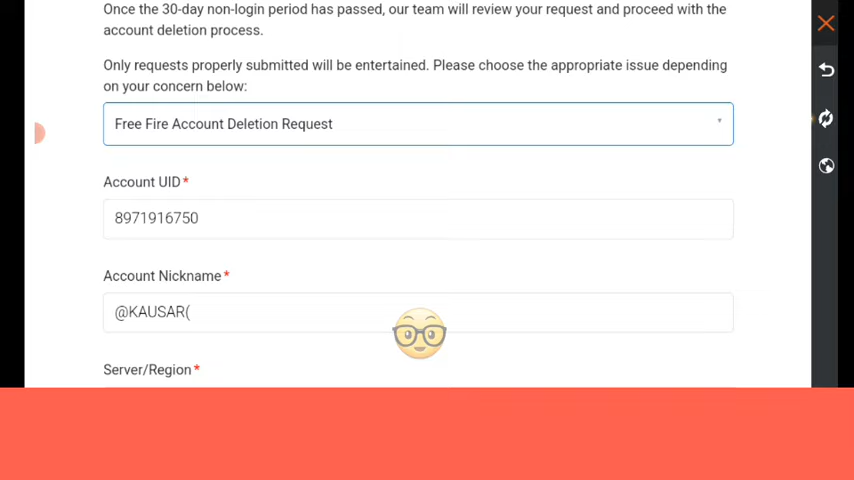 Once the 30-day non-login period has passed, our team will review your request and proceed with the
account deletion process.
Only requests properly submitted will be entertained. Please choose the appropriate issue depending
on your concern below:
Free Fire Account Deletion Request
Account UID*
8971916750
Account Nickname*
@KAUSAR(
Server/Region*